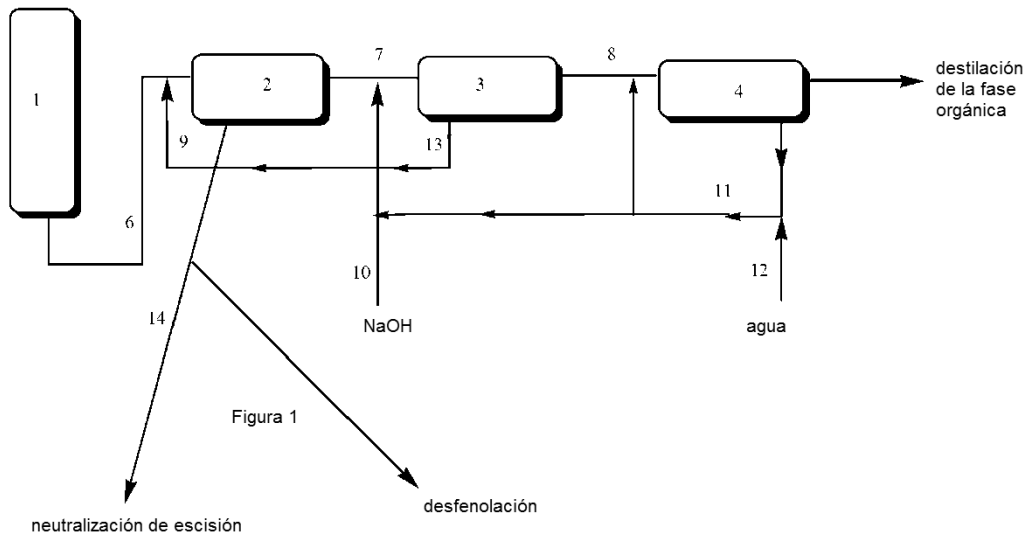 7
8
1
2
3
4
destilación
de la fase
orgánica
9
13
11
6
10
12
14
NaOH
agua
Figura 1
desfenolación
neutralización de escisión